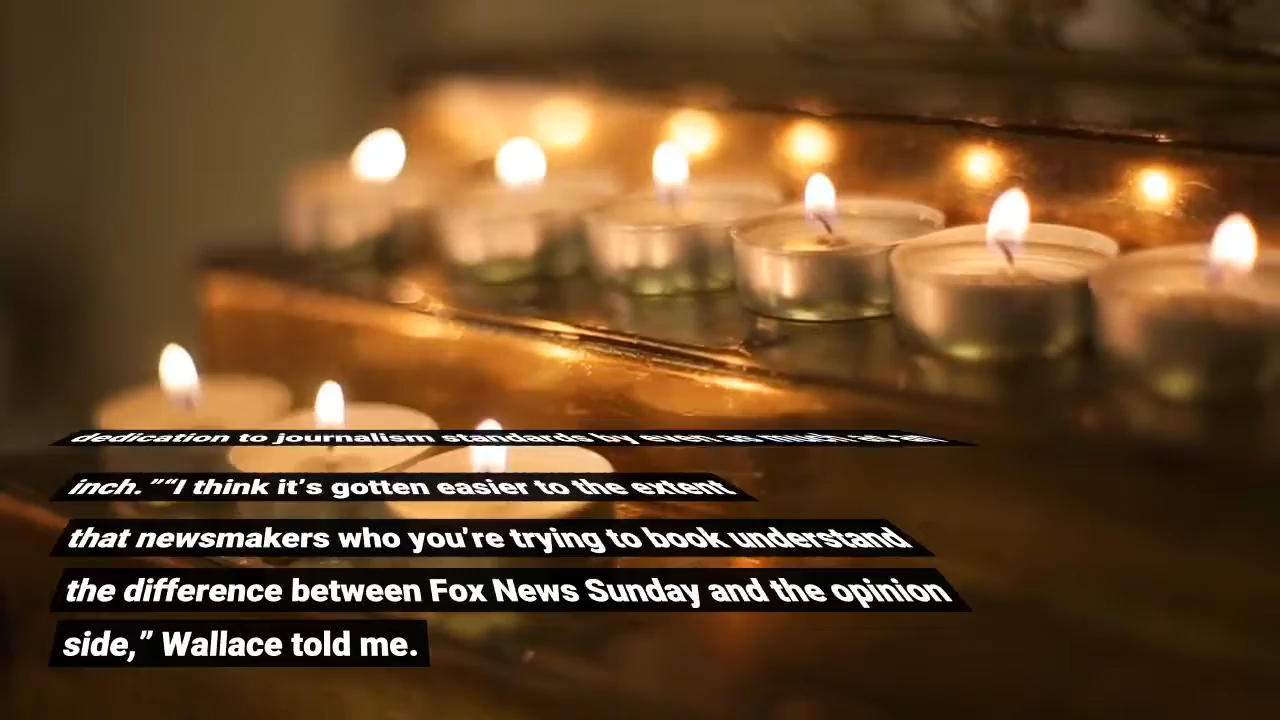 dedication to journalism standards by even as much as an
inch. ”“I think it’s gotten easier to the extent
that newsmakers who you’re trying to book understand
the difference between Fox News Sunday and the opinion
side,” Wallace told me.